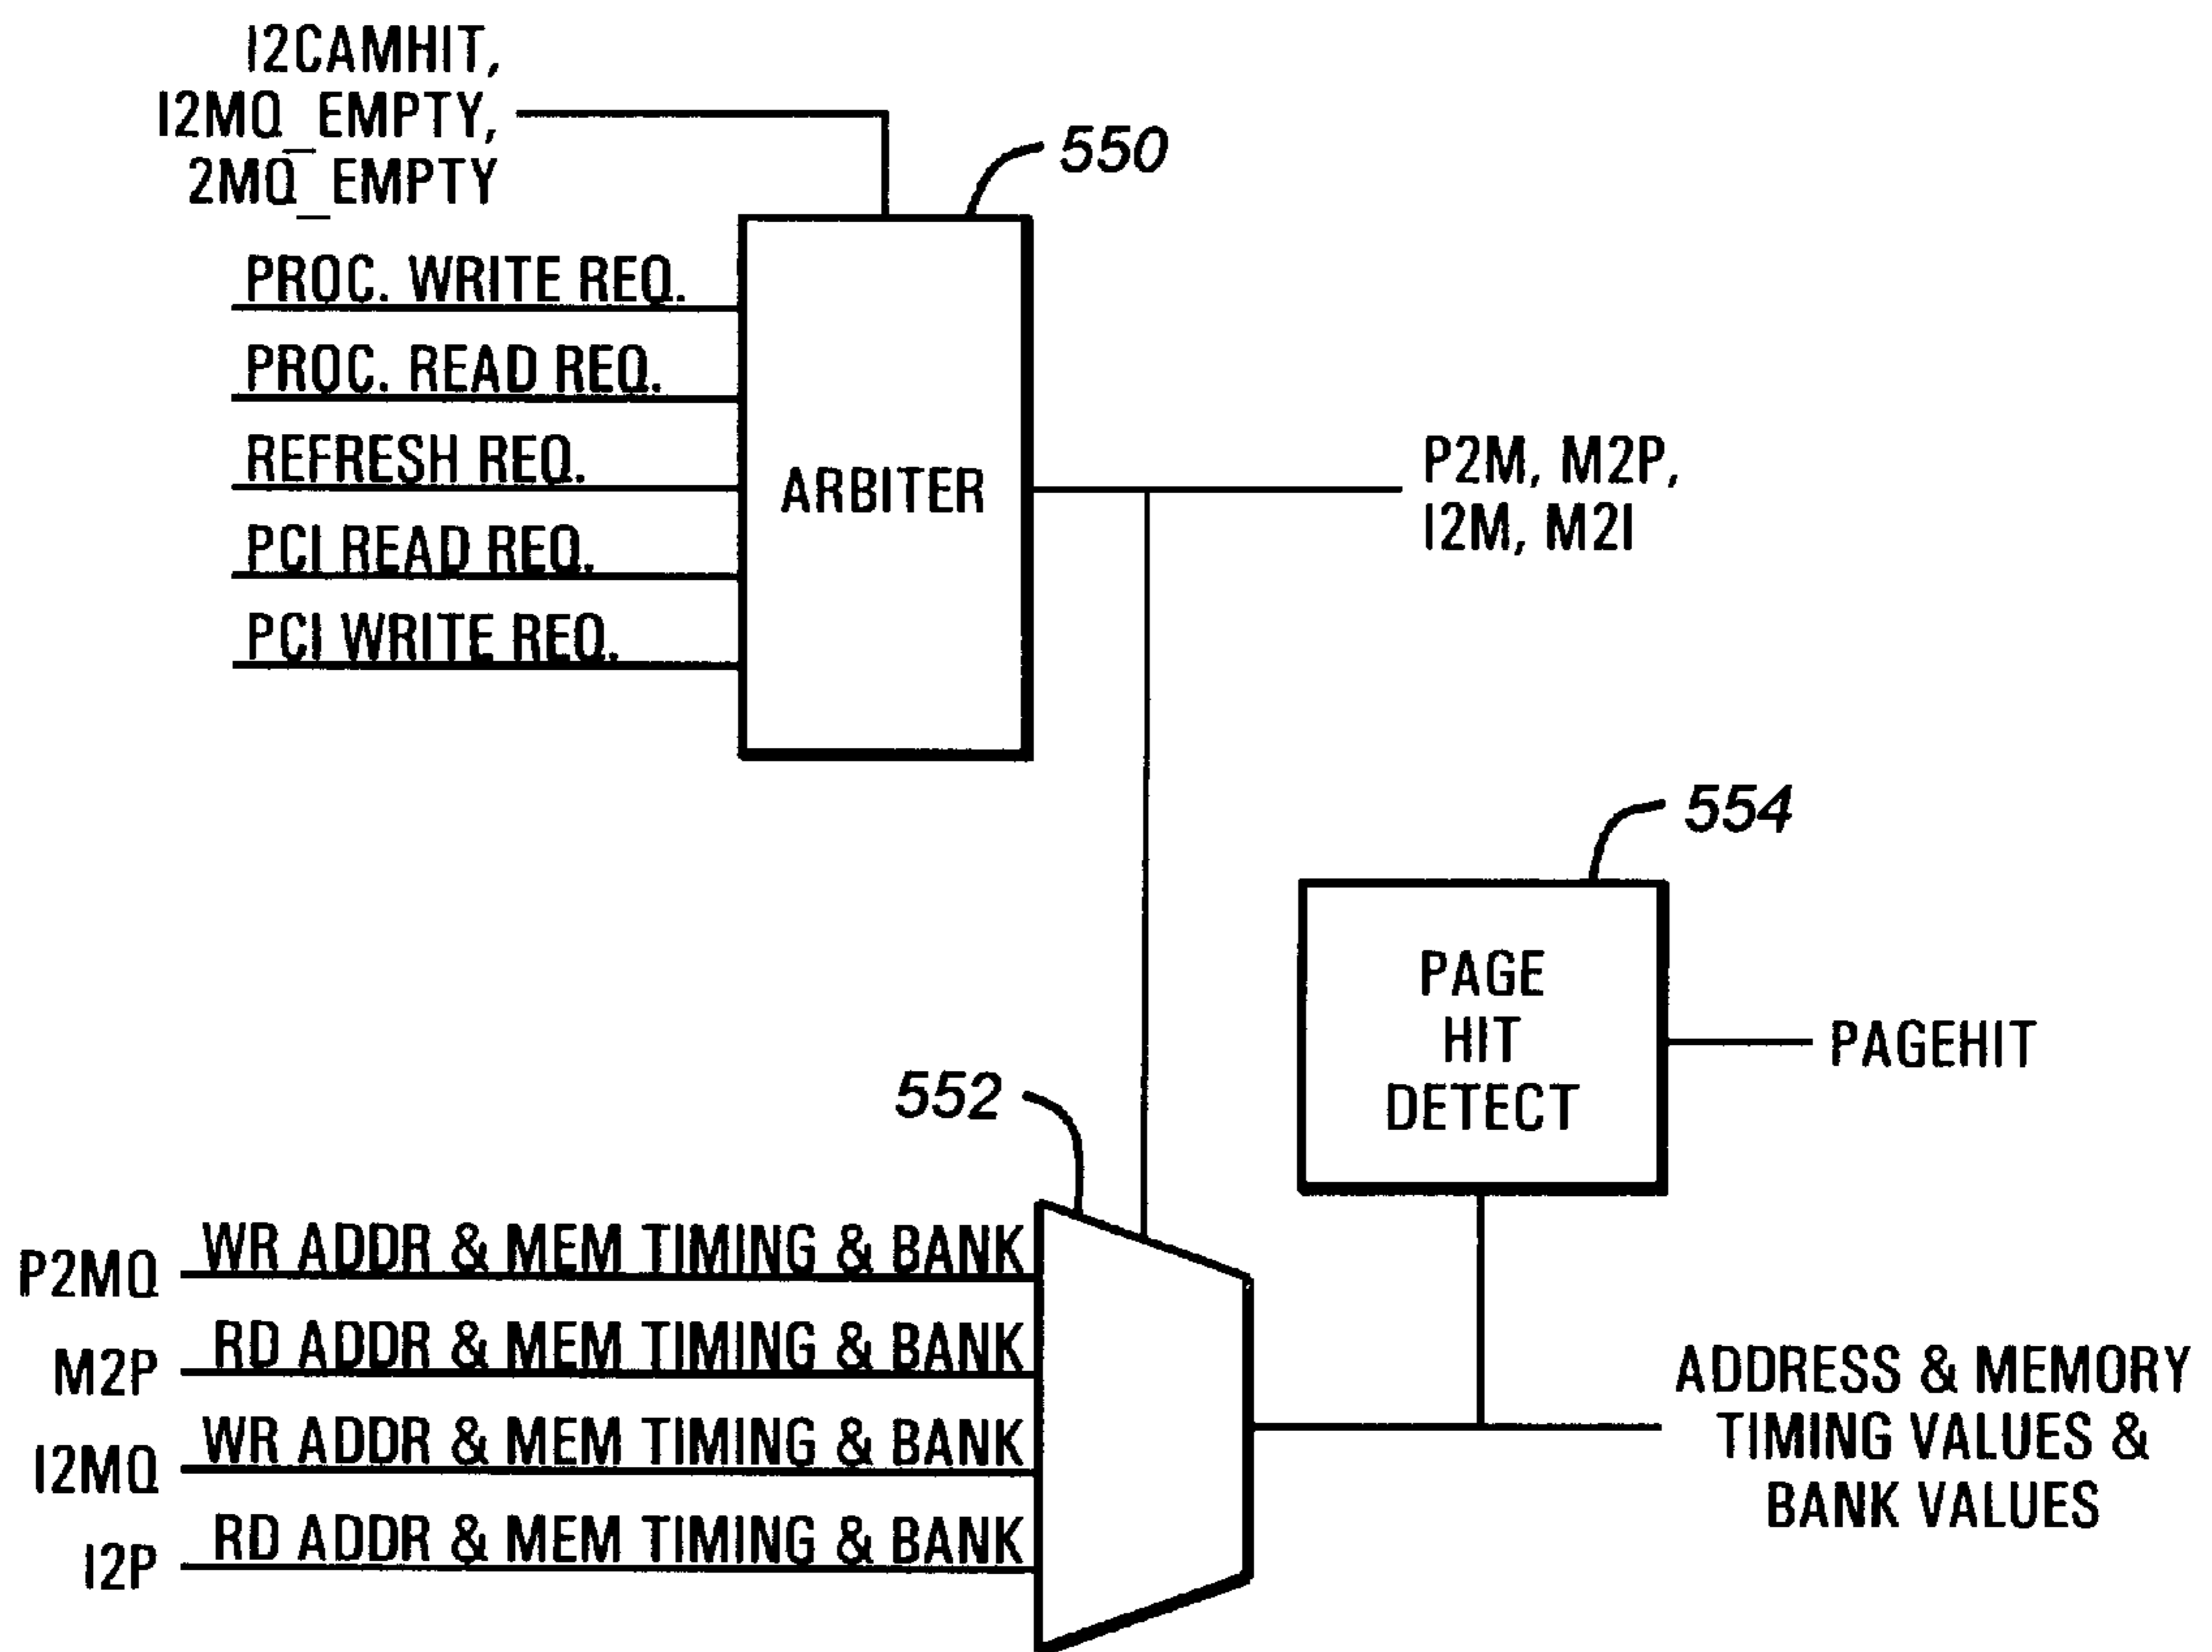 I2CAMHIT,
I2MQ_EMPTY,
2MQ_EMPTY
550
PROC. WRITE REQ.
PROC. READ REQ.
REFRESH REQ.
PCI READ REQ.
PCI WRITE REQ.
ARBITER
P2M, M2P,
I2M, M2I
554
PAGE
HIT
DETECT
PAGEHIT
552
P2MQ WR ADDR & MEM TIMING & BANK
M2P RD ADDR & MEM TIMING & BANK
I2MQ WR ADDR & MEM TIMING & BANK
I2P RD ADDR & MEM TIMING & BANK
ADDRESS & MEMORY
TIMING VALUES &
BANK VALUES